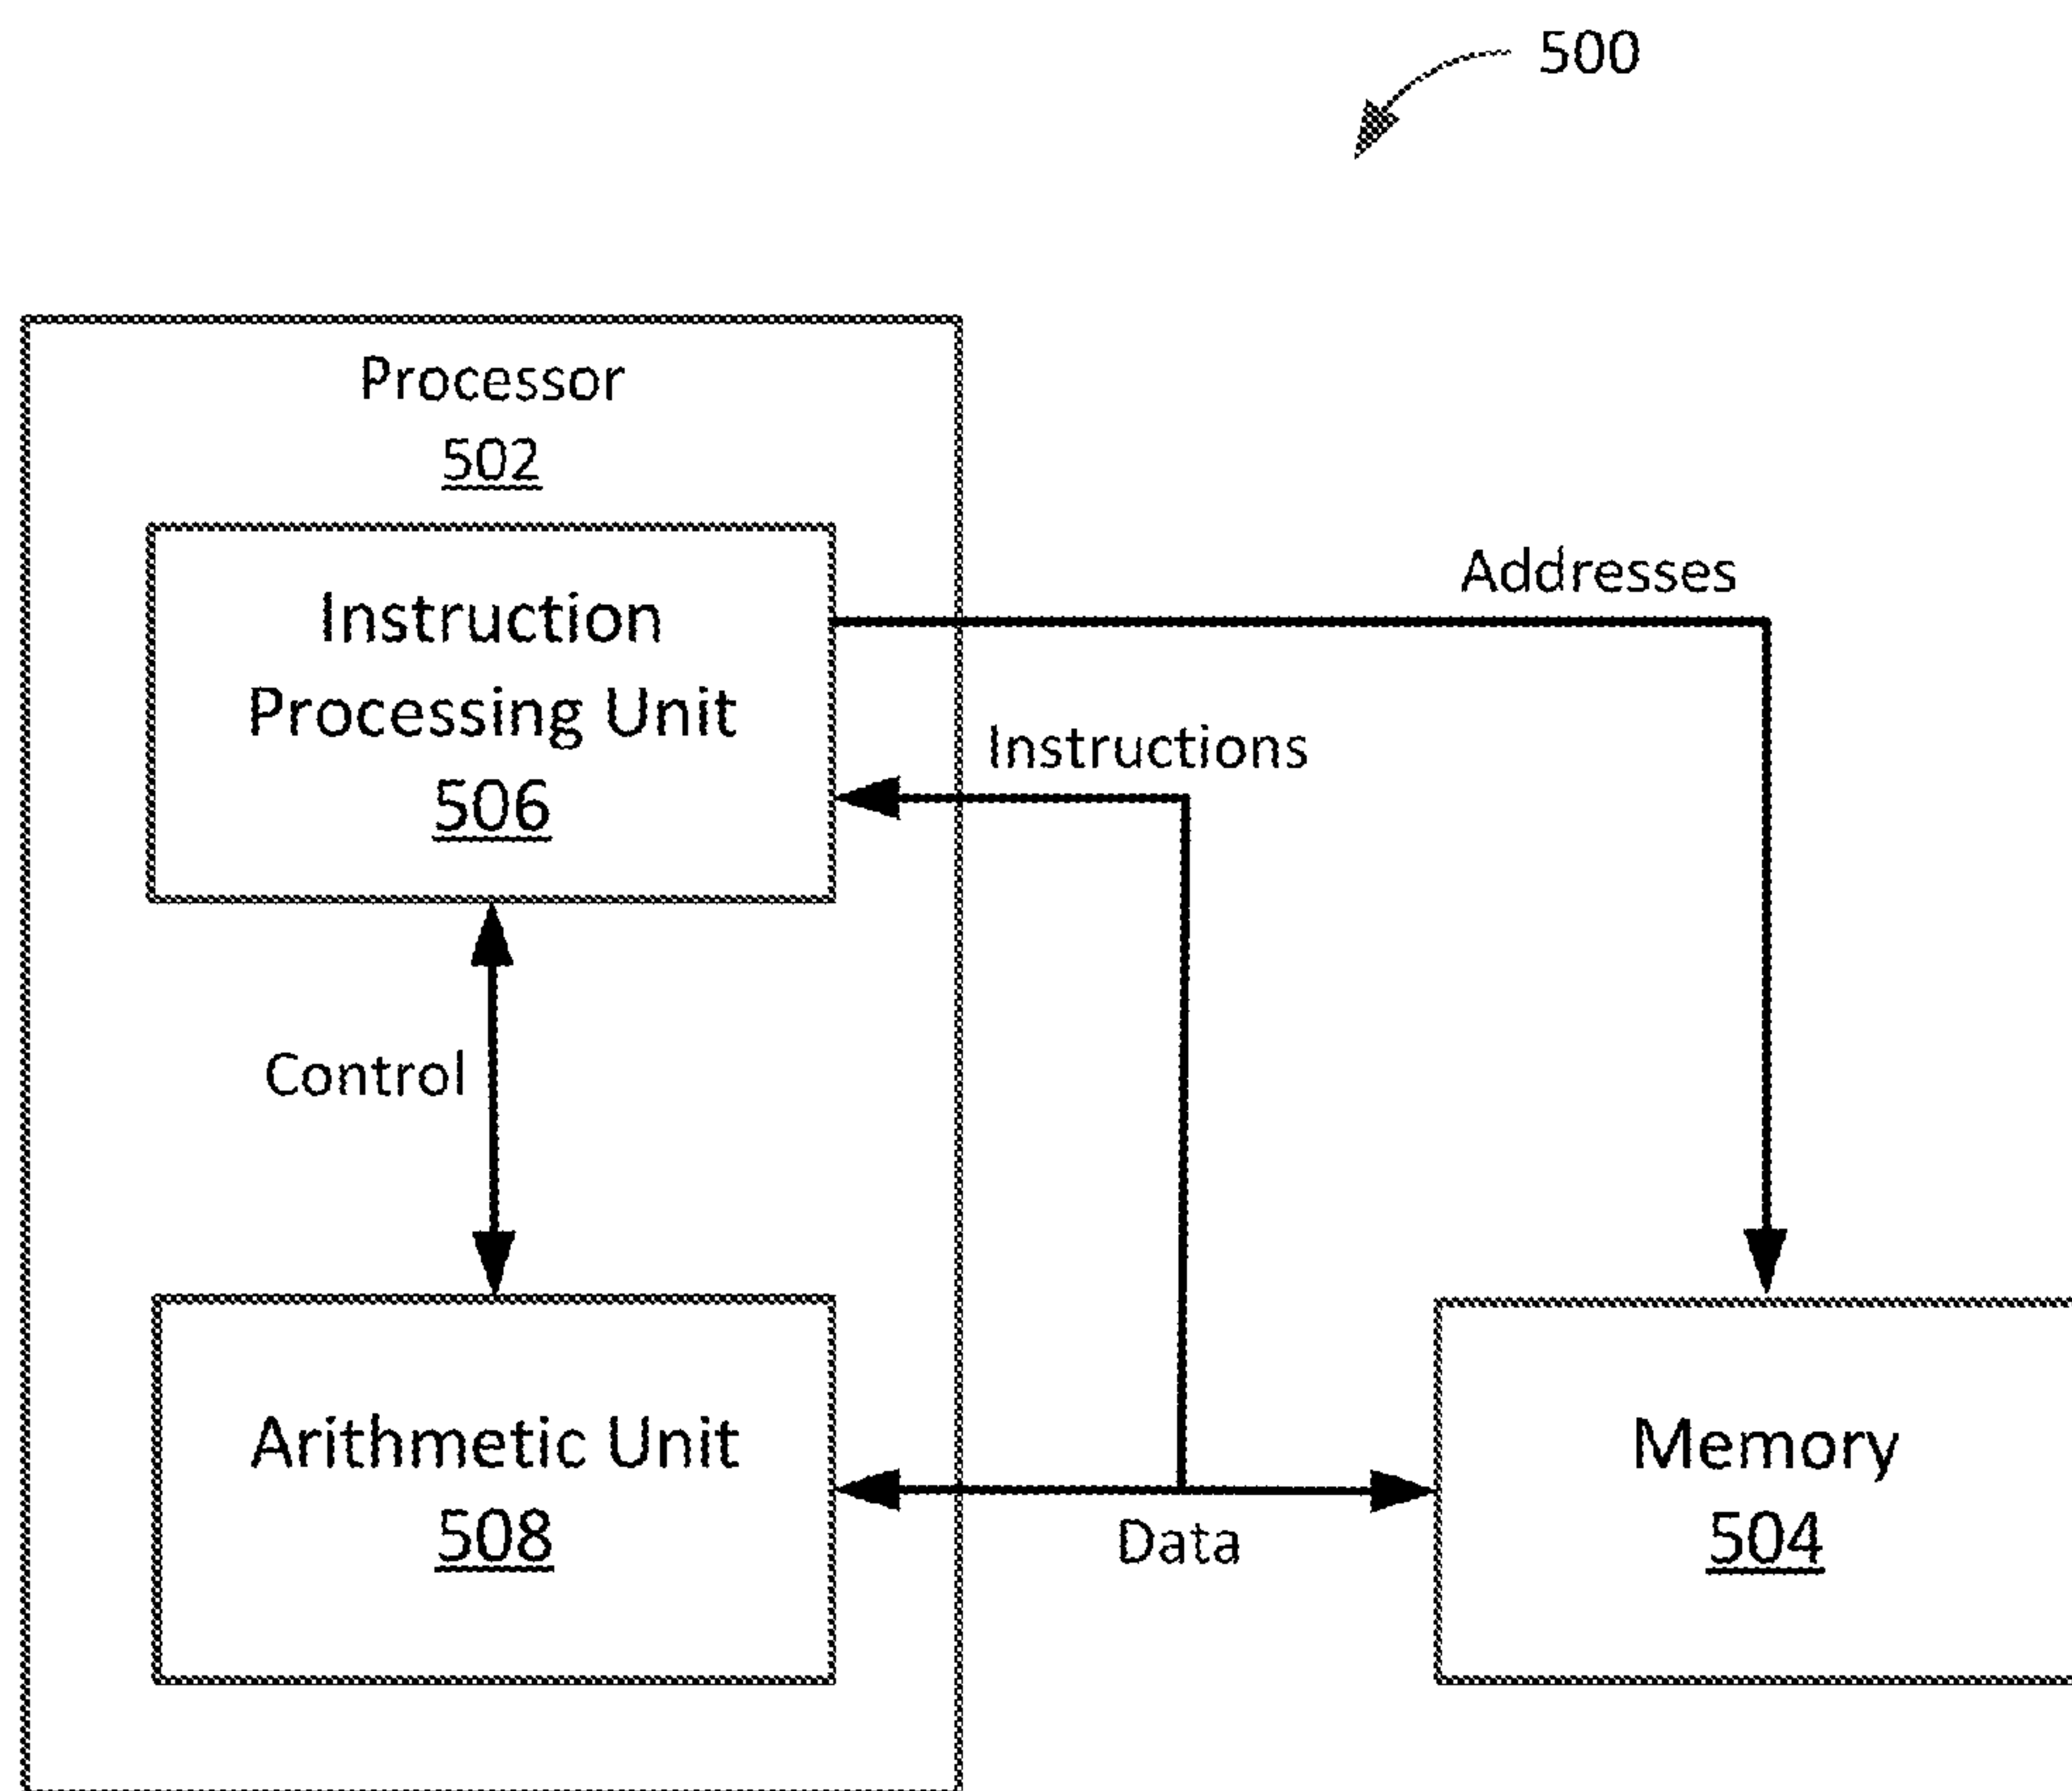 500
Processor
502
Instruction
Processing Unit
506
Addresses
Instructions
Control
Arithmetic Unit
508
Data
Memory
504